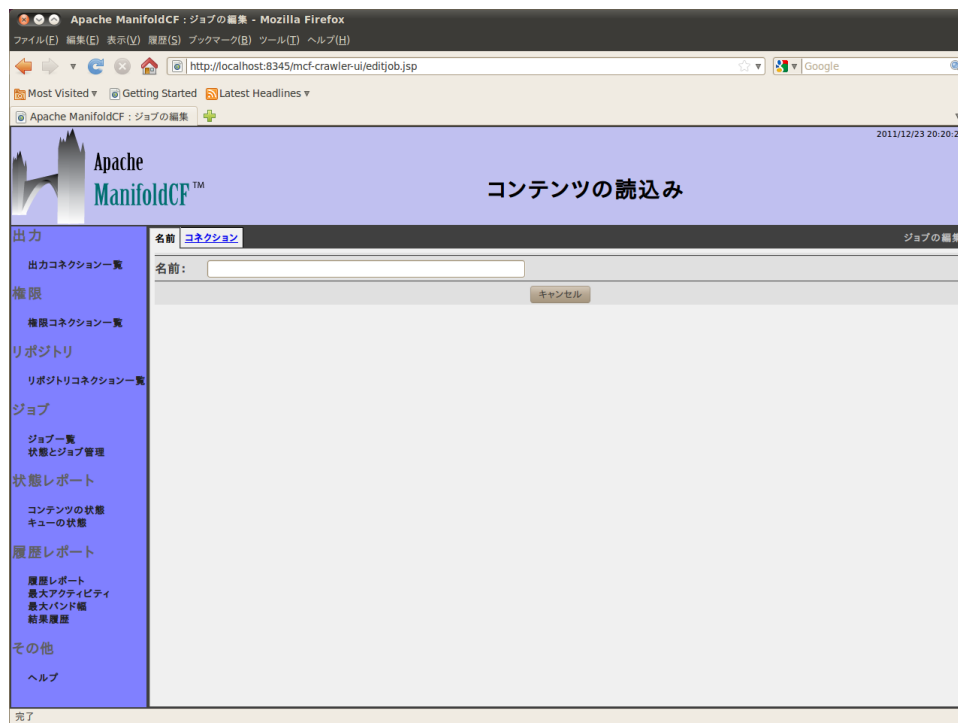 Apache ManifoldCF : ジョブの編集 - Mozilla Firefox
ファイル(F) 編集(E) 表示(V) 履歴(S) ブックマーク(B) ツール(T) ヘルプ(H)
http://localhost:8345/mcf-crawler-ui/editjob.jsp
Google
Most Visited Getting Started Latest Headlines
Apache ManifoldCF : ジョブの編集
2011/12/23 20:20:2
Apache
ManifoldCF™
コンテンツの読込み
名前 コネクション
ジョブの編集
名前:
キャンセル
出力
出力コネクション一覧
権限
権限コネクション一覧
リポジトリ
リポジトリコネクション一覧
ジョブ
ジョブ一覧
状態とジョブ管理
状態レポート
コンテンツの状態
キューの状態
履歴レポート
履歴レポート
最大アクティビティ
最大バンド幅
結果履歴
その他
ヘルプ
完了